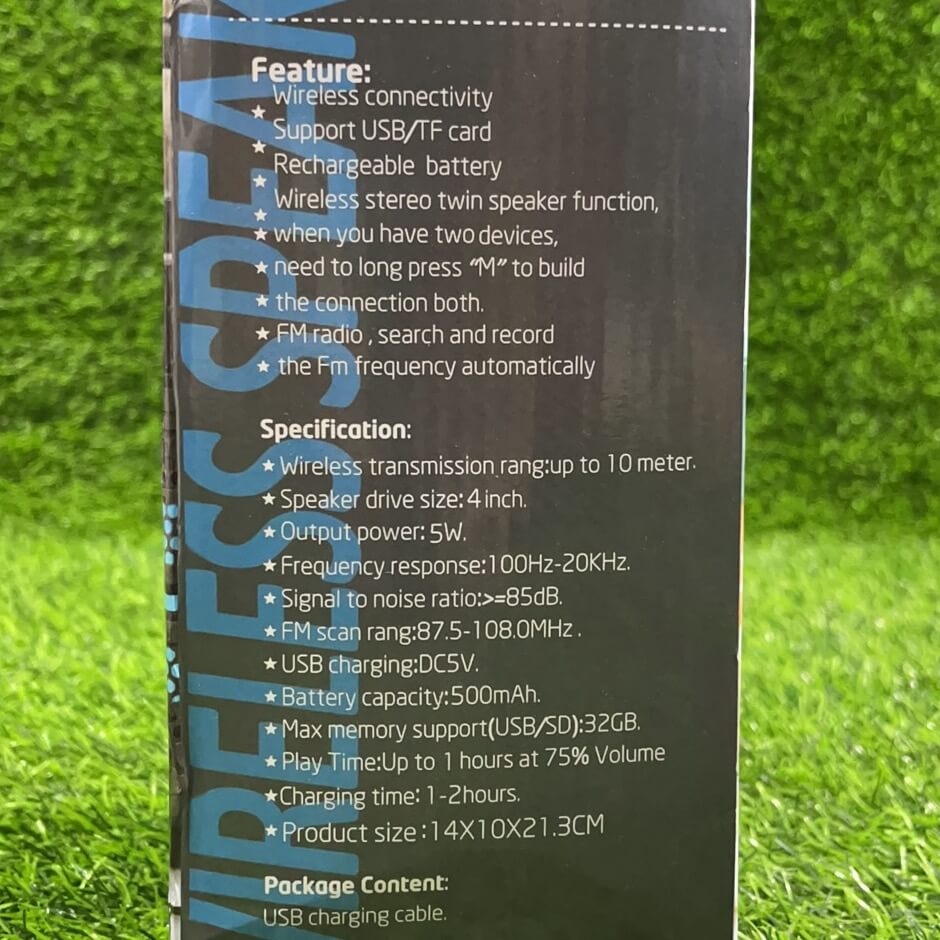 WIRELESS SPEAK
Feature:
Wireless connectivity
★ Support USB/TF card
★ Rechargeable battery
★ Wireless stereo twin speaker function,
★
★ when you have two devices,
★ need to long press "M" to build
★ the connection both.
★ FM radio , search and record
★ the Fm frequency automatically
Specification:
★ Wireless transmission rang:up to 10 meter.
★ Speaker drive size: 4 inch.
★ Output power: 5W.
★ Frequency response:100Hz-20KHz.
★ Signal to noise ratio:>=85dB.
★ FM scan rang:87.5-108.0MHz .
★ USB charging:DC5V.
★ Battery capacity:500mAh.
★ Max memory support(USB/SD):32GB.
★ Play Time:Up to 1 hours at 75% Volume
★ Charging time: 1-2hours.
★ Product size :14X10X21.3CM
Package Content:
USB charging cable.